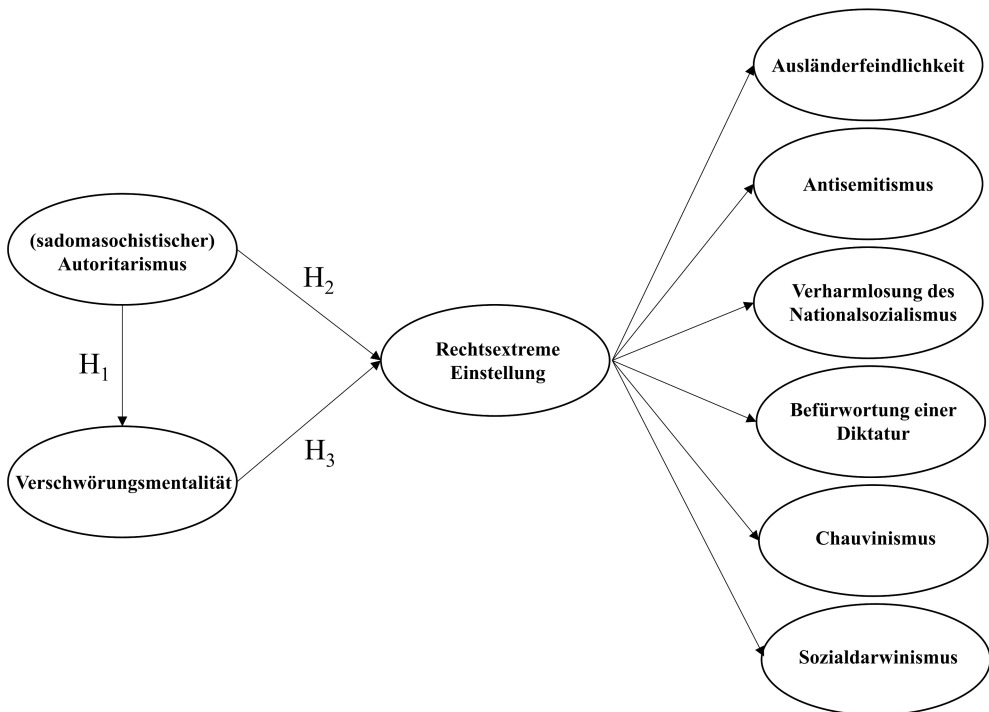 (sadomasochistischer)
Autoritarismus
H1
Verschwörungsmentalität
H2
H3
Rechtsextreme
Einstellung
Ausländerfeindlichkeit
Antisemitismus
Verharmlosung des
Nationalsozialismus
Befürwortung einer
Diktatur
Chauvinismus
Sozialdarwinismus